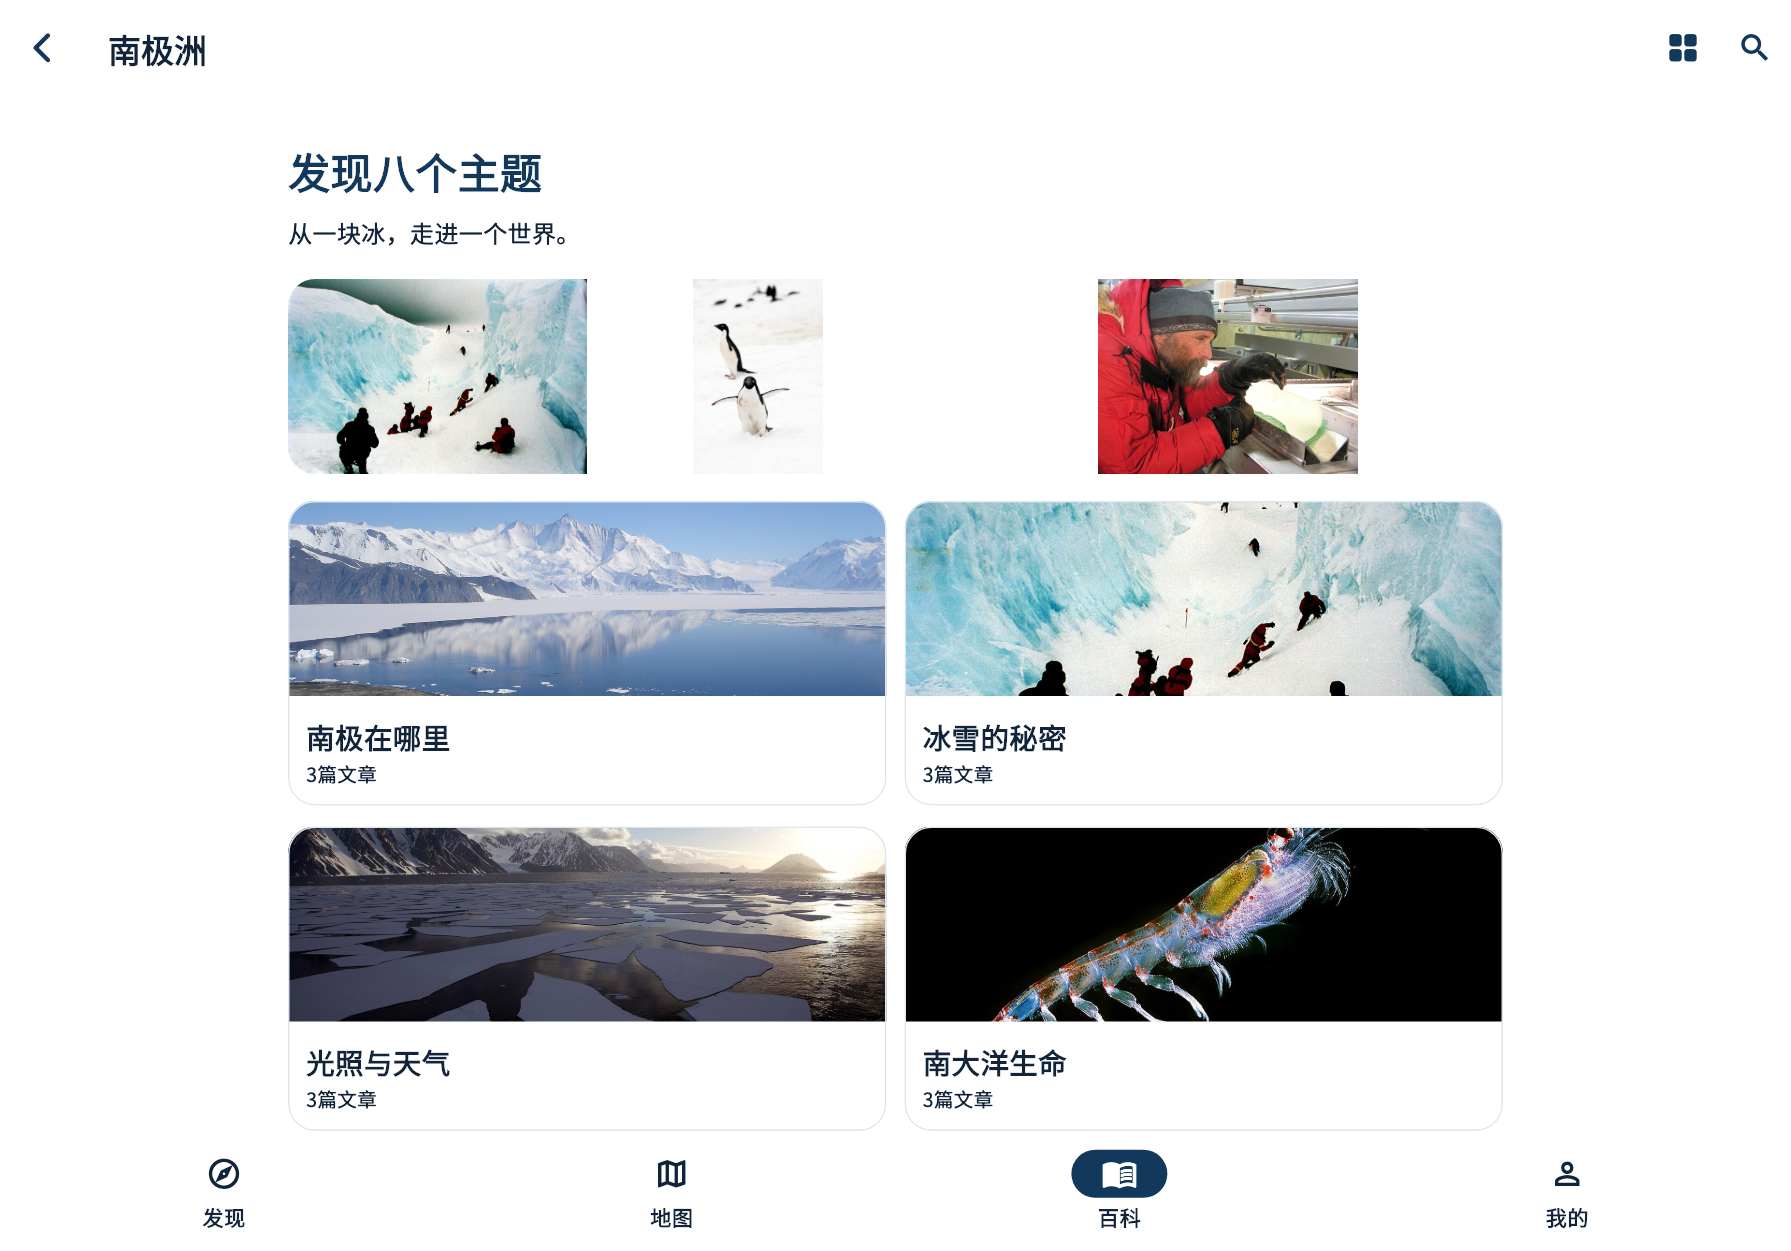 南极洲
发现八个主题
从一块冰，走进一个世界。
南极在哪里
3篇文章
冰雪的秘密
3篇文章
光照与天气
3篇文章
南大洋生命
3篇文章
发现
地图
百科
我的